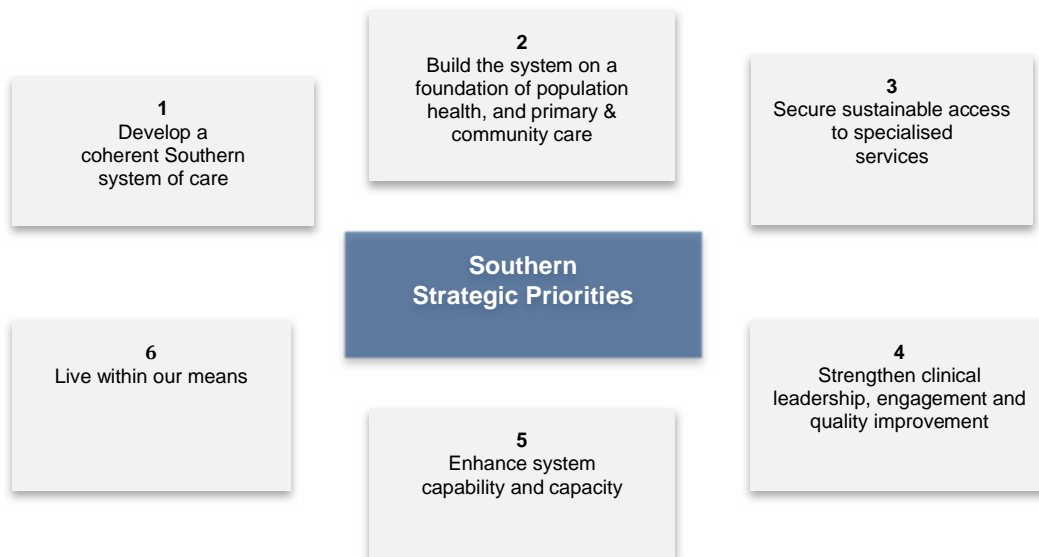 1
Develop a
coherent Southern
system of care
2
Build the system on a
foundation of population
health, and primary &
community care
3
Secure sustainable access
to specialised
services
Southern
Strategic Priorities
4
Strengthen clinical
leadership, engagement and
quality improvement
5
Enhance system
capability and capacity
6
Live within our means